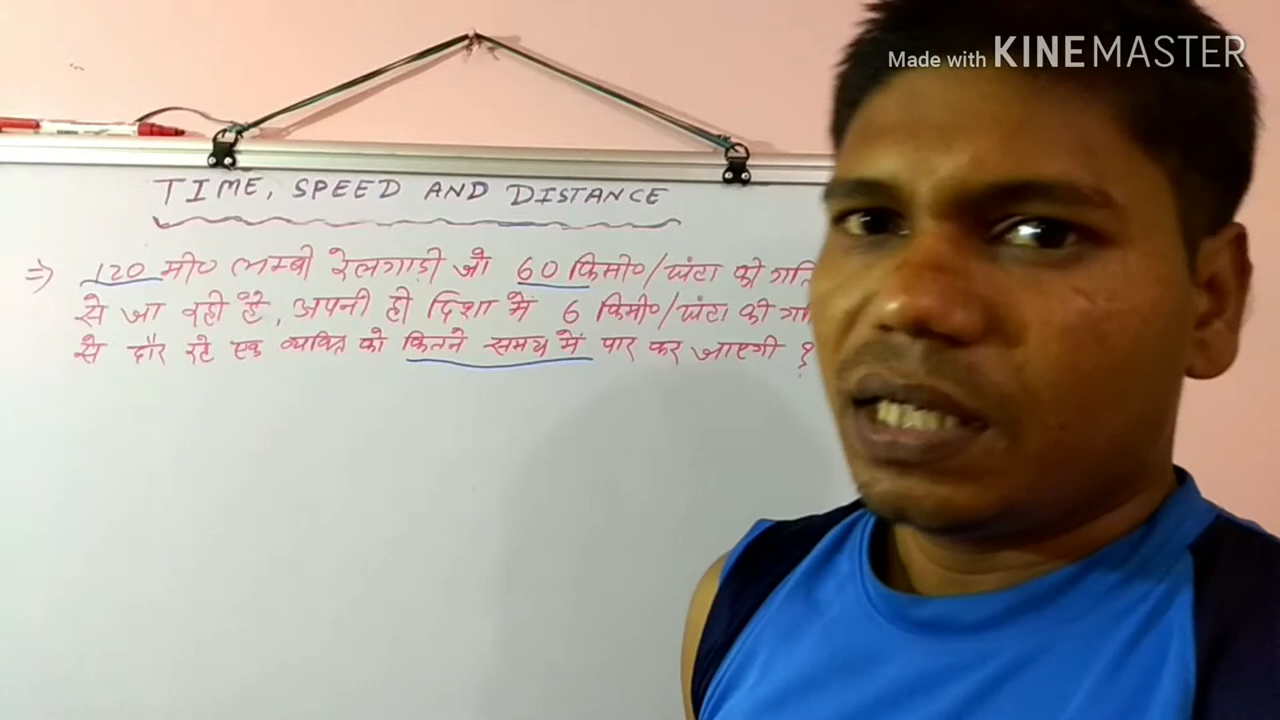 Made with KINEMASTER
TIME, SPEED AND DISTANCE
⇒ 120 मी० लम्बी रेलगाड़ी जो 60 किमी०/घंटा की गति
से जा रही है, अपनी ही दिशा में 6 किमी०/घंटा की
से दौर रहे एक व्यक्ति को कितने समय में पार कर जाएगी ?